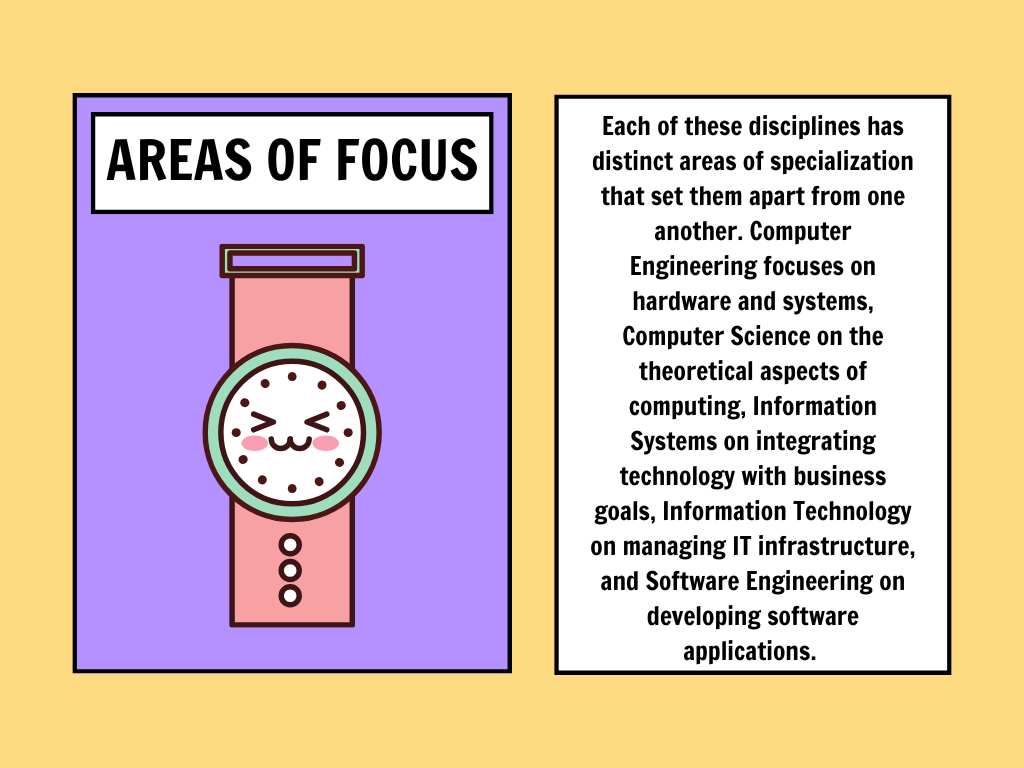 AREAS OF FOCUS
Each of these disciplines has
distinct areas of specialization
that set them apart from one
another. Computer
Engineering focuses on
hardware and systems,
Computer Science on the
theoretical aspects of
computing, Information
Systems on integrating
technology with business
goals, Information Technology
on managing IT infrastructure,
and Software Engineering on
developing software
applications.